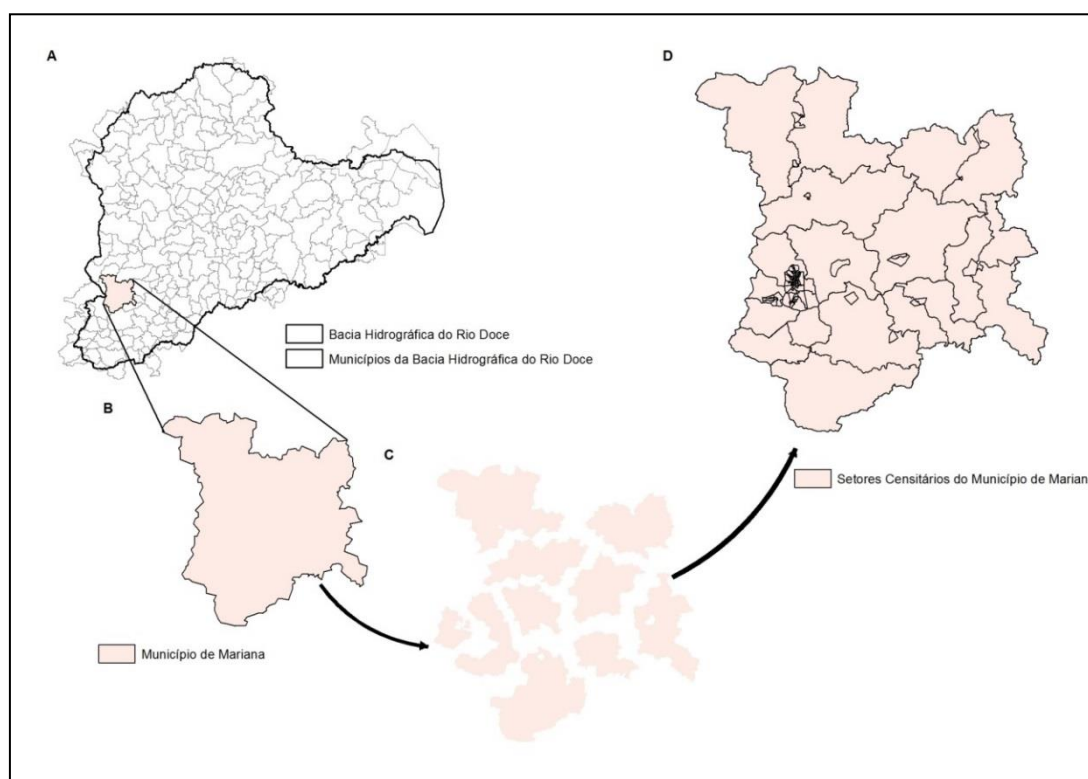 A
D
Bacia Hidrográfica do Rio Doce
Municípios da Bacia Hidrográfica do Rio Doce
B
C
Setores Censitários do Município de Marian
Município de Mariana